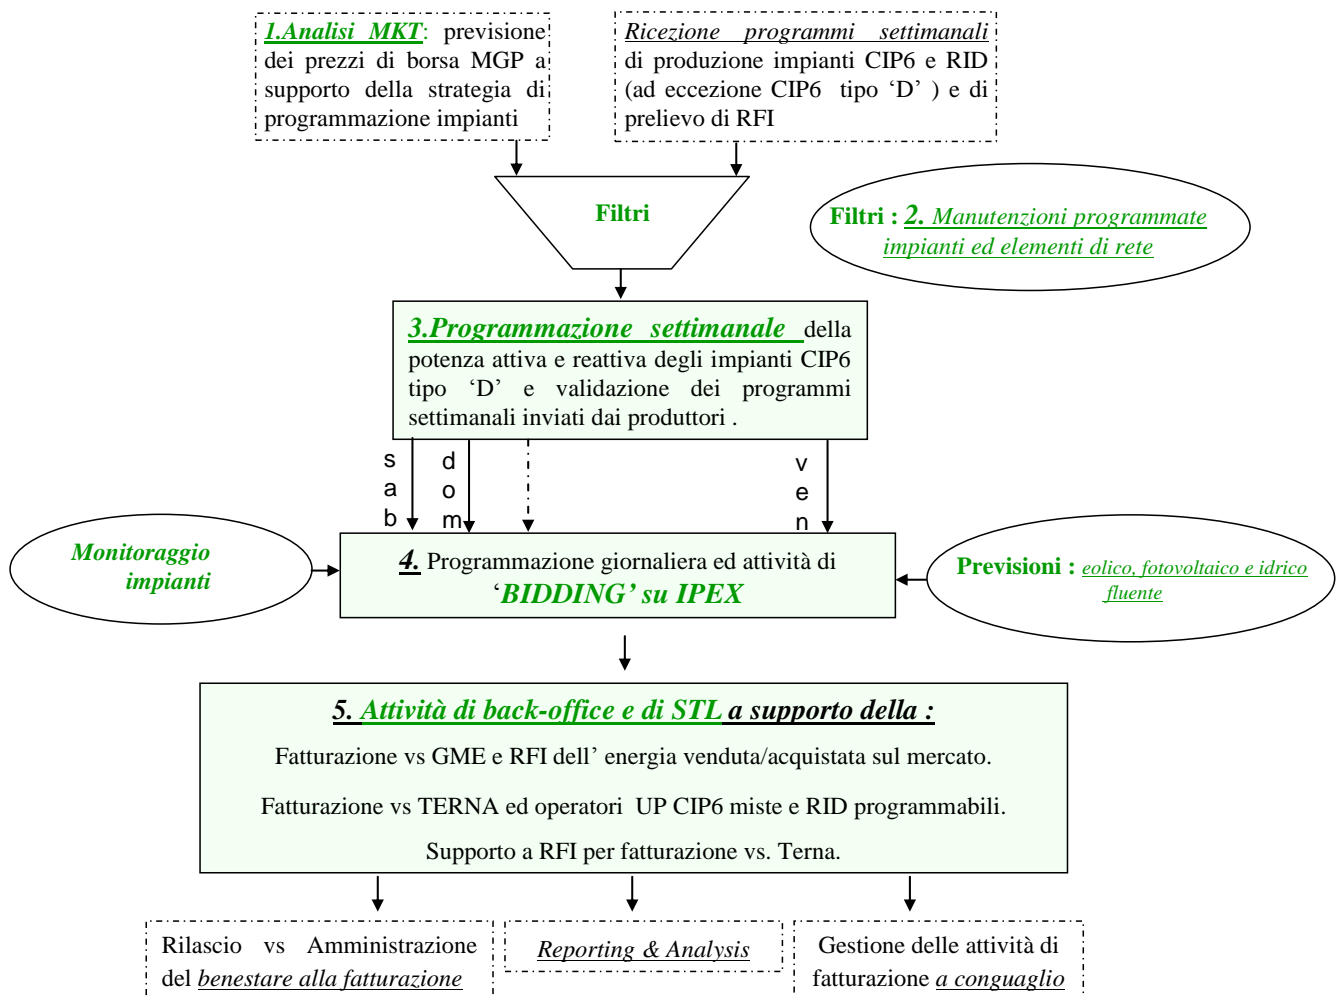 1.Analisi MKT: previsione
dei prezzi di borsa MGP a
supporto della strategia di
programmazione impianti
Ricezione programmi settimanali
di produzione impianti CIP6 e RID
(ad eccezione CIP6 tipo ‘D’ ) e di
prelievo di RFI
Filtri
Filtri : 2. Manutenzioni programmate
impianti ed elementi di rete
3.Programmazione settimanale della
potenza attiva e reattiva degli impianti CIP6
tipo ‘D’ e validazione dei programmi
settimanali inviati dai produttori .
sab
dom
ven
Monitoraggio
impianti
4. Programmazione giornaliera ed attività di
‘BIDDING’ su IPEX
Previsioni : eolico, fotovoltaico e idrico
fluente
5. Attività di back-office e di STL a supporto della :
Fatturazione vs GME e RFI dell’ energia venduta/acquistata sul mercato.
Fatturazione vs TERNA ed operatori UP CIP6 miste e RID programmabili.
Supporto a RFI per fatturazione vs. Terna.
Rilascio vs Amministrazione
del benestare alla fatturazione
Reporting & Analysis
Gestione delle attività di
fatturazione a conguaglio